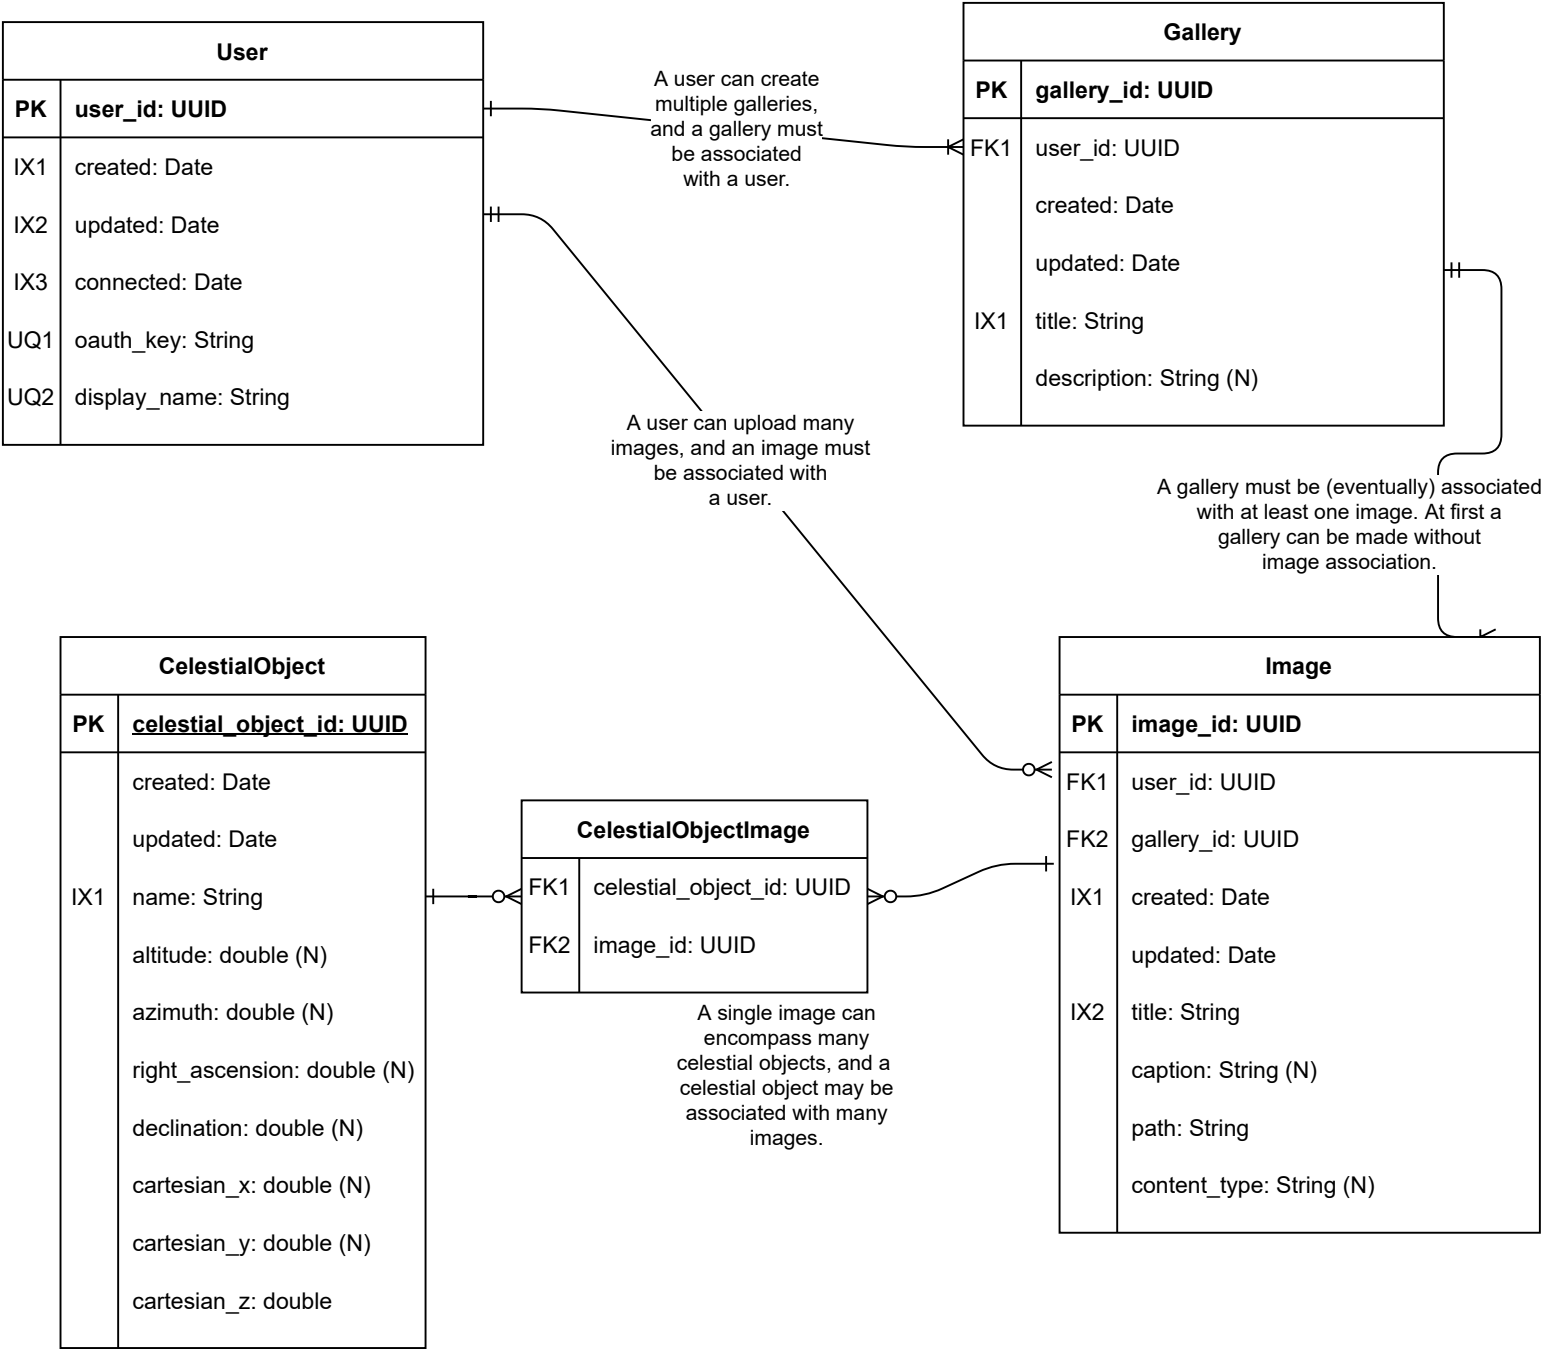 User
PK user_id: UUID
IX1 created: Date
IX2 updated: Date
IX3 connected: Date
UQ1 oauth_key: String
UQ2 display_name: String
A user can create
multiple galleries,
and a gallery must
be associated
with a user.
Gallery
PK gallery_id: UUID
FK1 user_id: UUID
created: Date
updated: Date
IX1 title: String
description: String (N)
A user can upload many
images, and an image must
be associated with
a user.
A gallery must be (eventually) associated
with at least one image. At first a
gallery can be made without
image association.
CelestialObject
PK celestial_object_id: UUID
created: Date
updated: Date
IX1 name: String
altitude: double (N)
azimuth: double (N)
right_ascension: double (N)
declination: double (N)
cartesian_x: double (N)
cartesian_y: double (N)
cartesian_z: double
CelestialObjectImage
FK1 celestial_object_id: UUID
FK2 image_id: UUID
A single image can
encompass many
celestial objects, and a
celestial object may be
associated with many
images.
Image
PK image_id: UUID
FK1 user_id: UUID
FK2 gallery_id: UUID
IX1 created: Date
updated: Date
IX2 title: String
caption: String (N)
path: String
content_type: String (N)